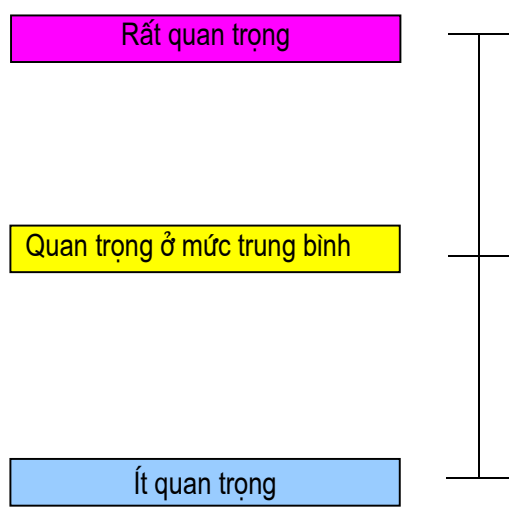 Rất quan trọng
Quan trọng ở mức trung bình
Ít quan trọng